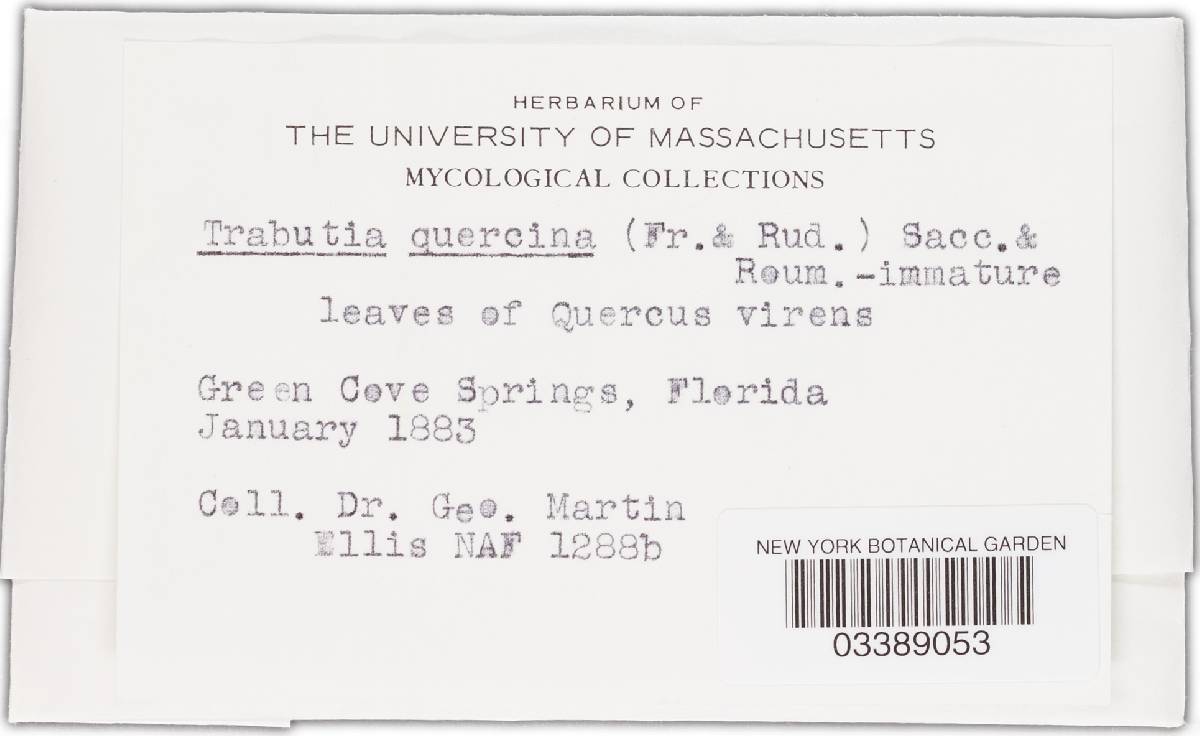 HERBARIUM OF
THE UNIVERSITY OF MASSACHUSETTS
MYCOLOGICAL COLLECTIONS
Trabutia quercina (Fr.& Rud.) Sacc.&
Roum.-immature
leaves of Quercus virens
Green Cove Springs, Florida
January 1883
Coll. Dr. Geo. Martin
Ellis NAF 1288b
NEW YORK BOTANICAL GARDEN
03389053